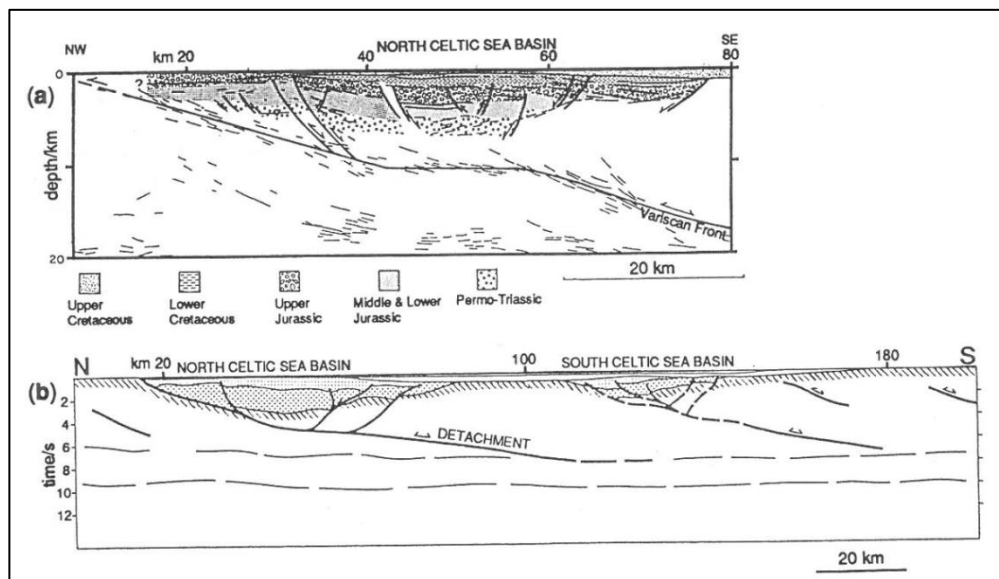 NORTH CELTIC SEA BASIN
NW km 20 40 60 SE 80
(a)
0
?
10
20
depth/km
Variscan Front
20 km
Upper Cretaceous
Lower Cretaceous
Upper Jurassic
Middle & Lower Jurassic
Permo-Triassic
N km 20 NORTH CELTIC SEA BASIN 100 SOUTH CELTIC SEA BASIN 180 S
(b)
2
4
6
8
10
12
time/s
DETACHMENT
20 km